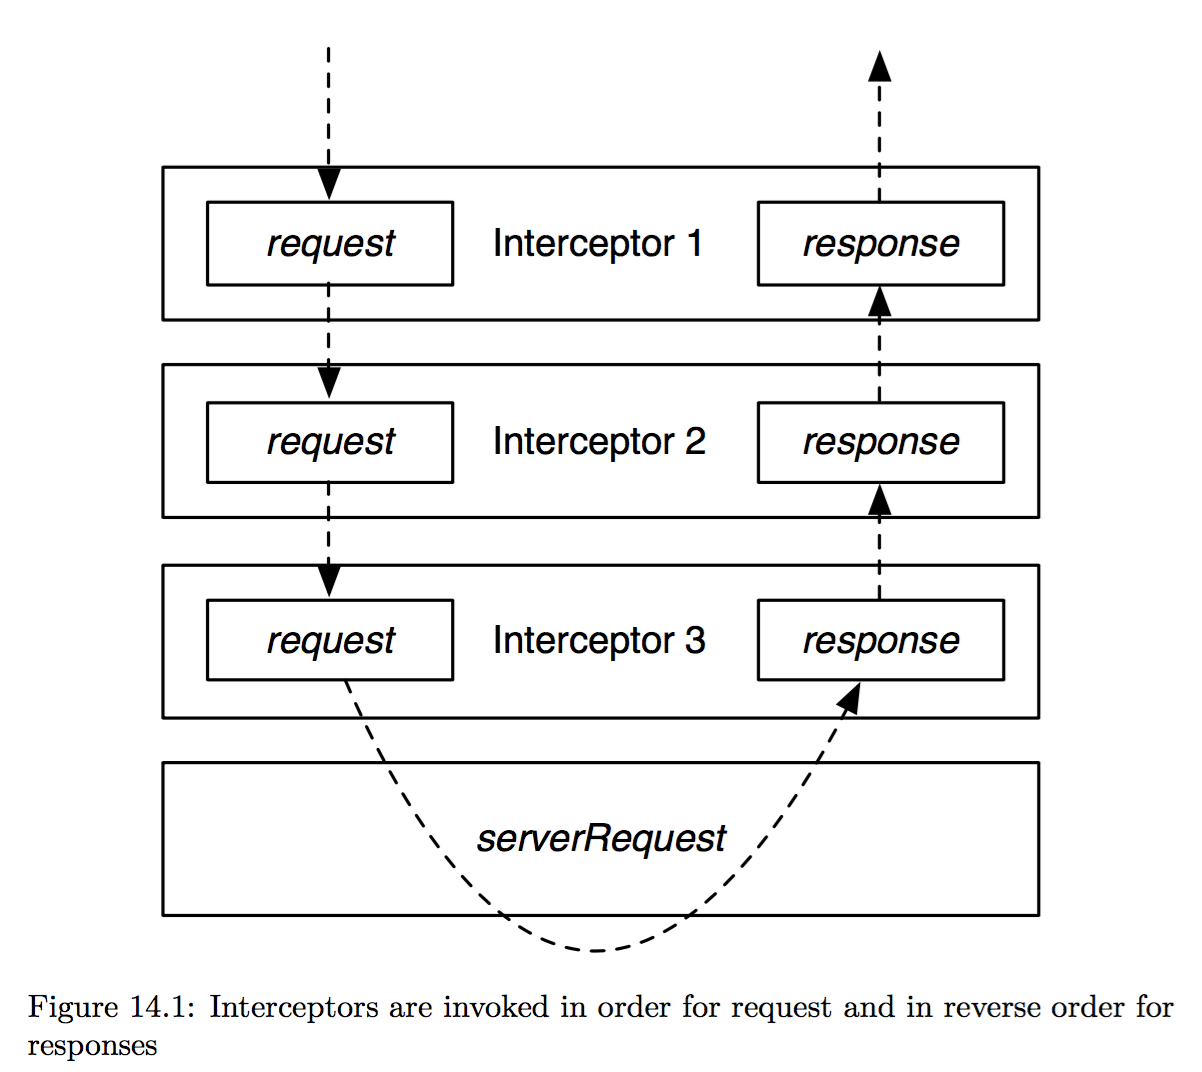 request Interceptor 1 response
request Interceptor 2 response
request Interceptor 3 response
serverRequest
Figure 14.1: Interceptors are invoked in order for request and in reverse order for
responses